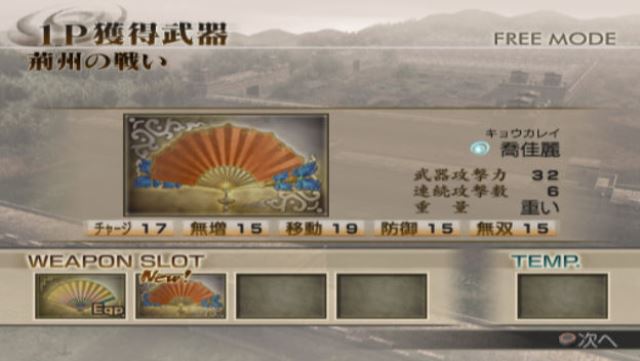 1P獲得武器
荊州の戦い
FREE MODE
キョウカレイ
喬佳麗
武器攻撃力 32
連続攻撃数 6
重量 重い
チャージ 17 無増 15 移動 19 防御 15 無双 15
WEAPON SLOT
TEMP.
New!
Eqp
次へ